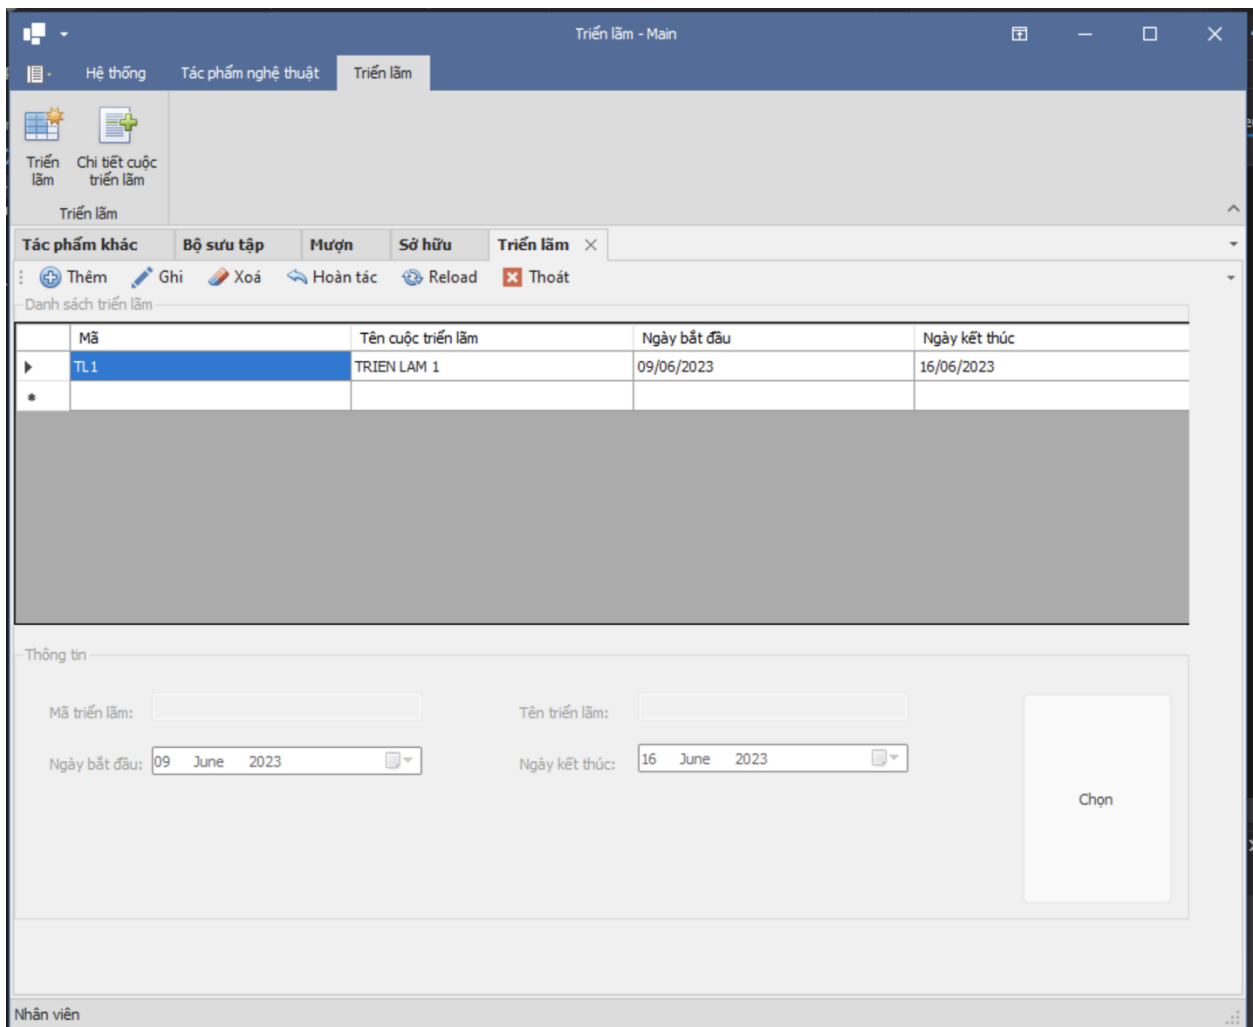 Triển lãm - Main
Hệ thống Tác phẩm nghệ thuật Triển lãm
Triển lãm
Chi tiết cuộc triển lãm
Triển lãm
Tác phẩm khác Bộ sưu tập Mượn Sở hữu Triển lãm
Thêm Ghi Xoá Hoàn tác Reload Thoát
Danh sách triển lãm
Mã Tên cuộc triển lãm Ngày bắt đầu Ngày kết thúc
TL1 TRIEN LAM 1 09/06/2023 16/06/2023
Thông tin
Mã triển lãm: Tên triển lãm:
Ngày bắt đầu: 09 June 2023 Ngày kết thúc: 16 June 2023
Chọn
Nhân viên